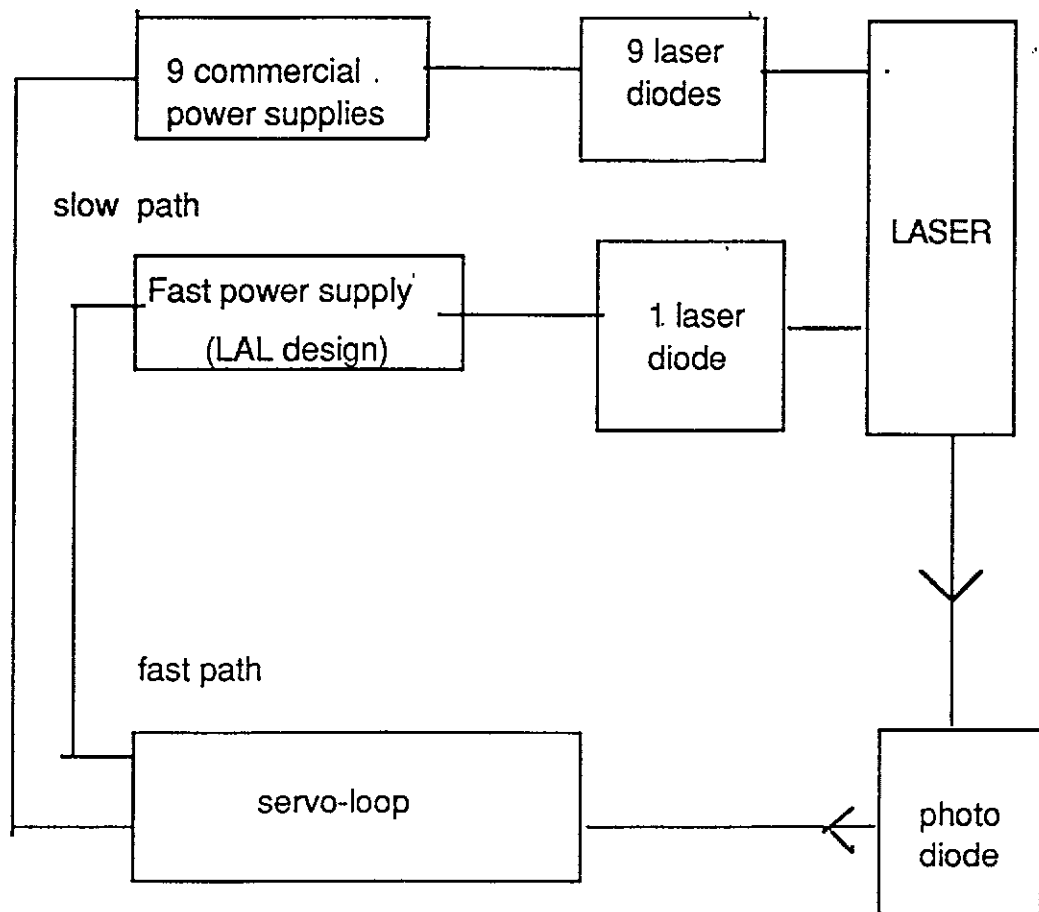 9 commercial
power supplies
9 laser
diodes
LASER
slow path
Fast power supply
(LAL design)
1 laser
diode
fast path
servo-loop
photo
diode